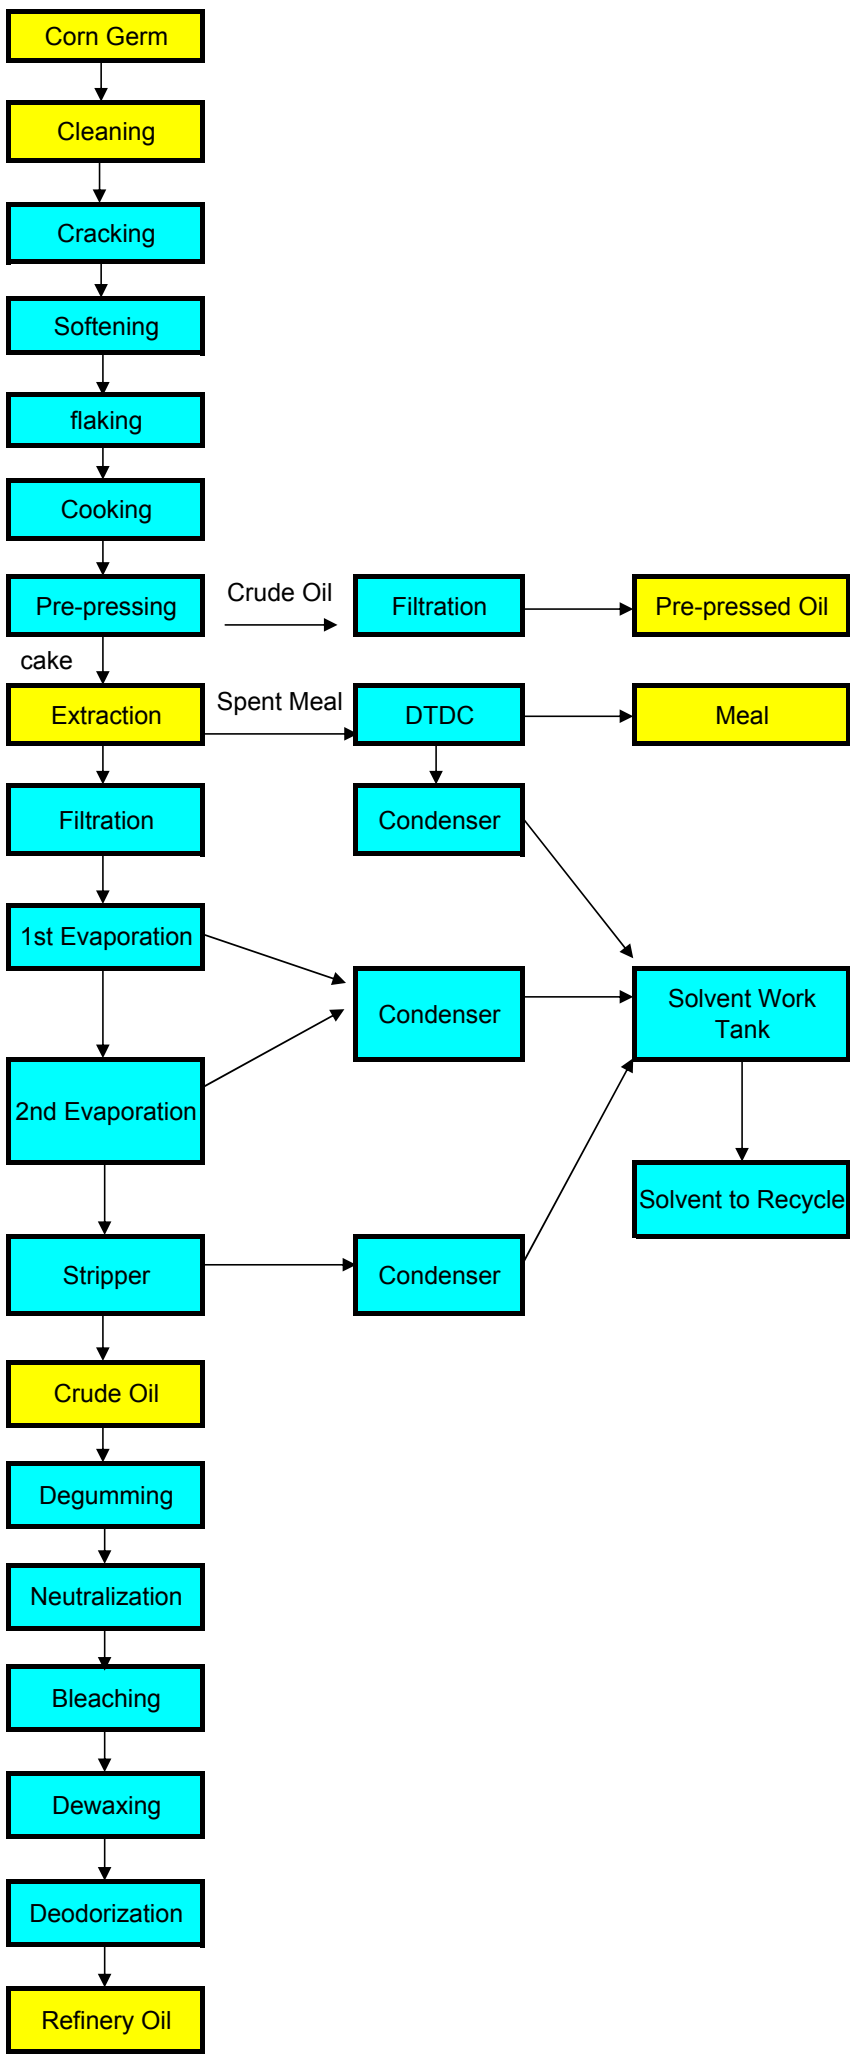 Corn Germ
Cleaning
Cracking
Softening
flaking
Cooking
Pre-pressing
Crude Oil
Filtration
Pre-pressed Oil
cake
Extraction
Spent Meal
DTDC
Meal
Filtration
Condenser
1st Evaporation
Condenser
Solvent Work
Tank
2nd Evaporation
Solvent to Recycle
Stripper
Condenser
Crude Oil
Degumming
Neutralization
Bleaching
Dewaxing
Deodorization
Refinery Oil